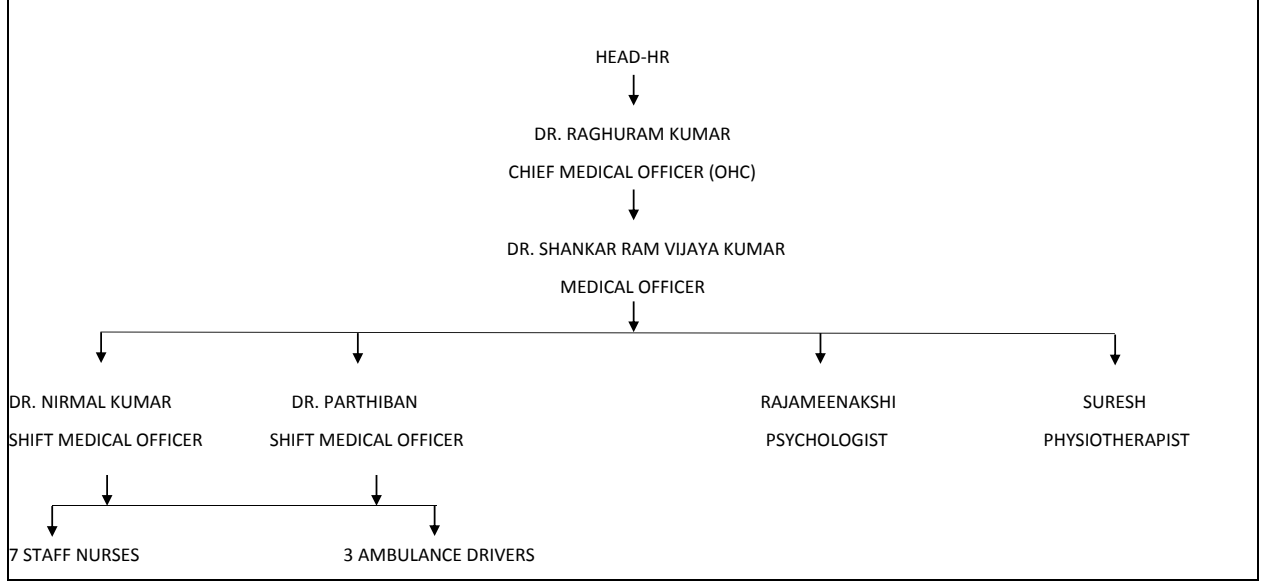 HEAD-HR
DR. RAGHURAM KUMAR
CHIEF MEDICAL OFFICER (OHC)
DR. SHANKAR RAM VIJAYA KUMAR
MEDICAL OFFICER
DR. NIRMAL KUMAR
SHIFT MEDICAL OFFICER
DR. PARTHIBAN
SHIFT MEDICAL OFFICER
RAJAMEENAKSHI
PSYCHOLOGIST
SURESH
PHYSIOTHERAPIST
7 STAFF NURSES
3 AMBULANCE DRIVERS